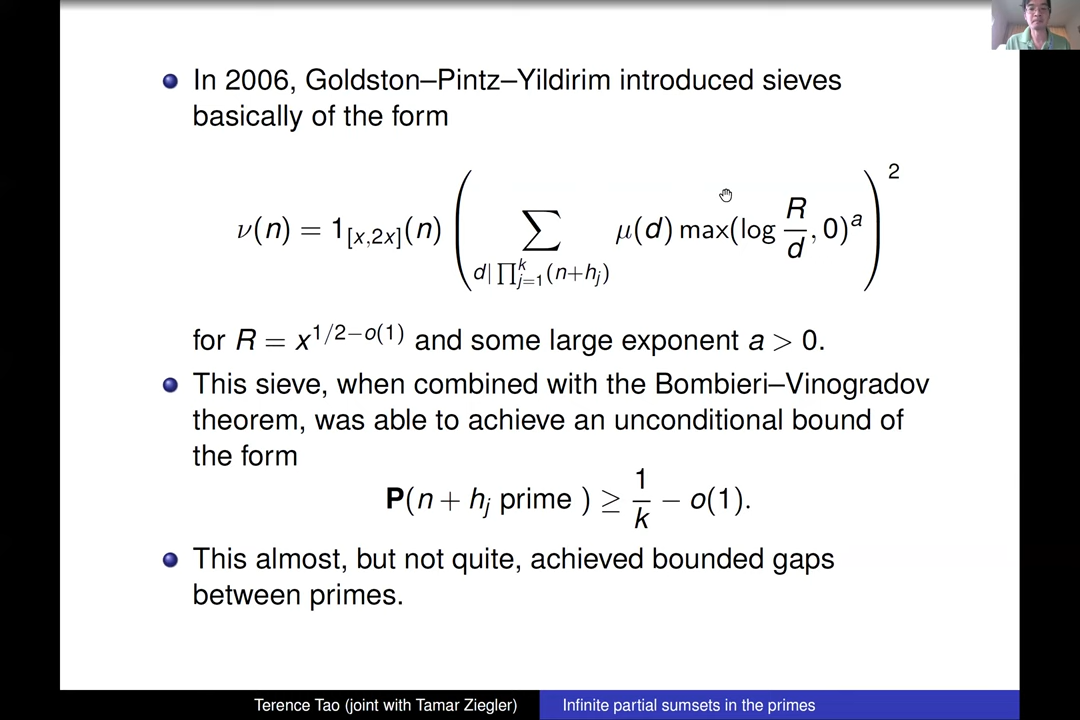 In 2006, Goldston–Pintz–Yildirim introduced sieves
basically of the form
ν(n) = 1_{[x,2x]}(n) ( ∑_{d|∏_{j=1}^{k}(n+h_j)} μ(d) max(log R/d, 0)^a )^2
for R = x^{1/2−o(1)} and some large exponent a > 0.
This sieve, when combined with the Bombieri–Vinogradov
theorem, was able to achieve an unconditional bound of
the form
P(n + h_j prime ) ≥ 1/k − o(1).
This almost, but not quite, achieved bounded gaps
between primes.
Terence Tao (joint with Tamar Ziegler) Infinite partial sumsets in the primes